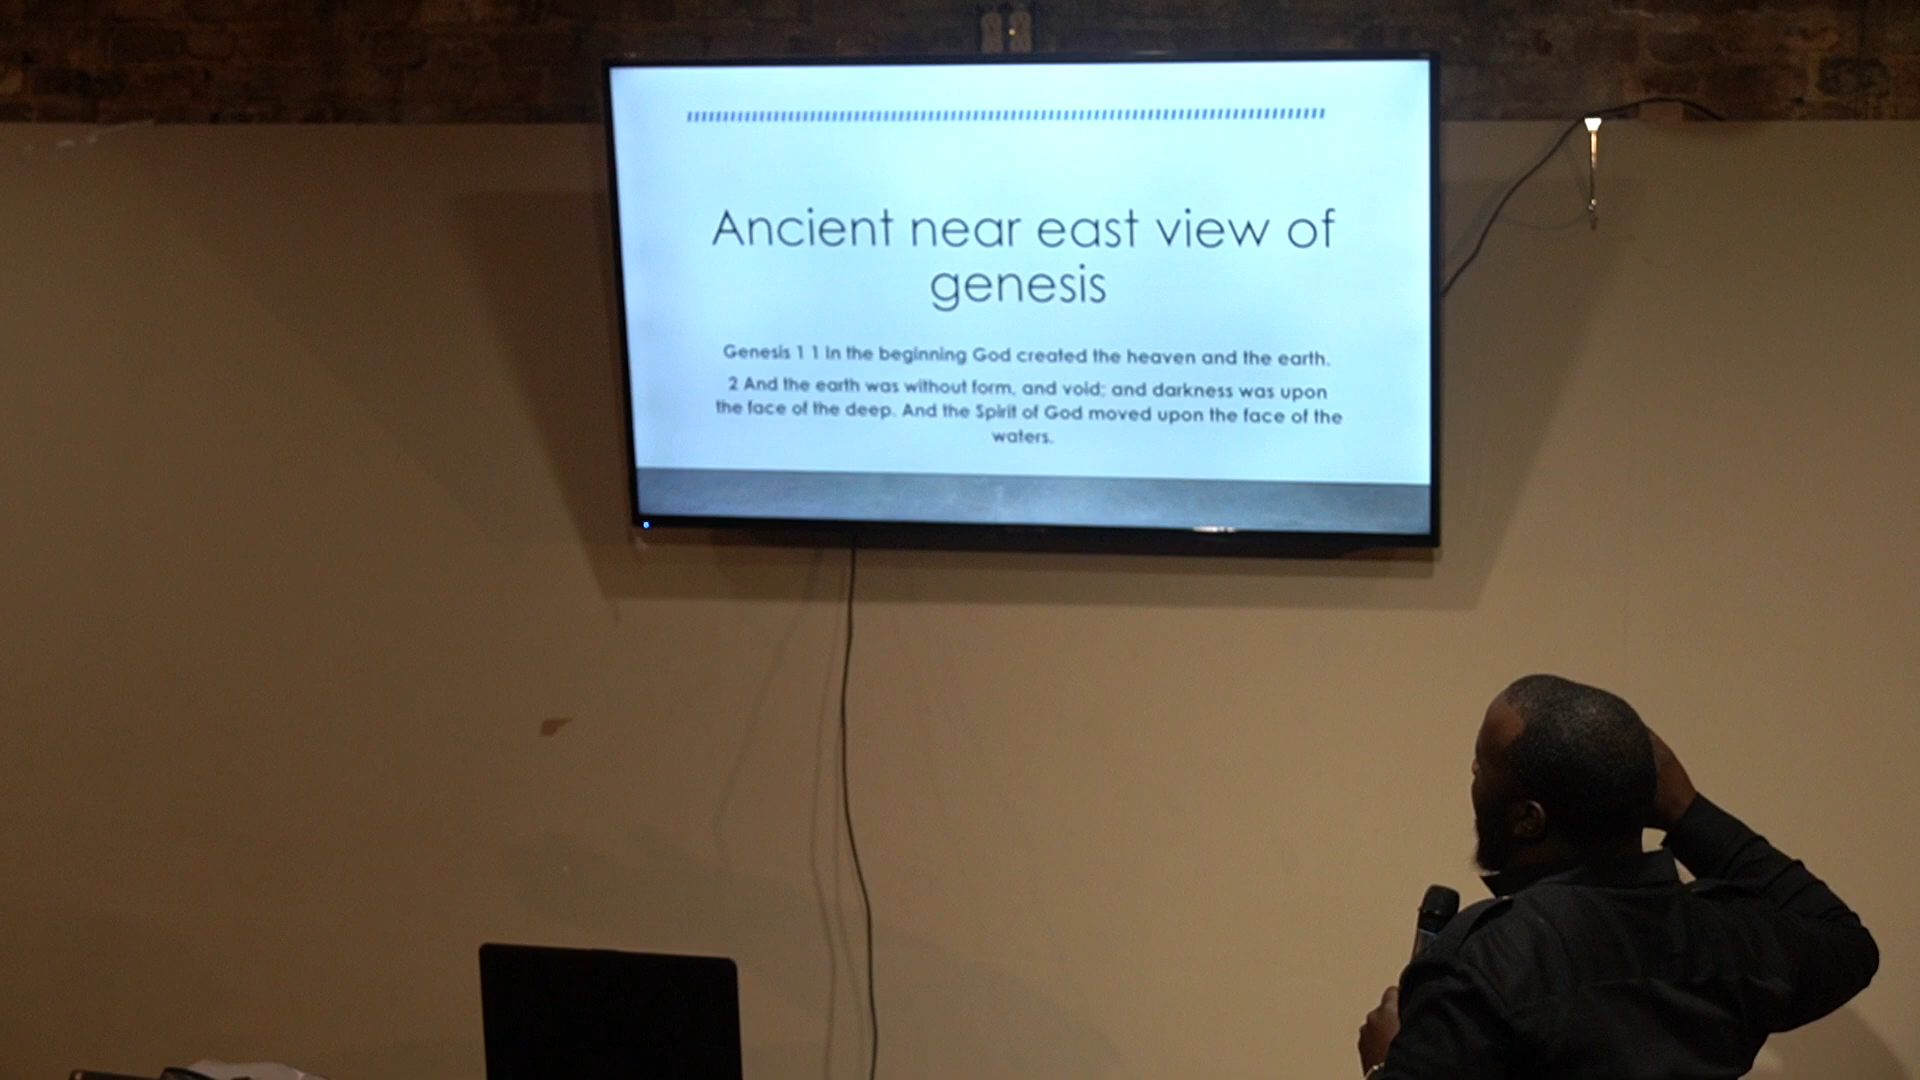 Ancient near east view of
genesis
Genesis 1 1 In the beginning God created the heaven and the earth.
2 And the earth was without form, and void; and darkness was upon
the face of the deep. And the Spirit of God moved upon the face of the
waters.